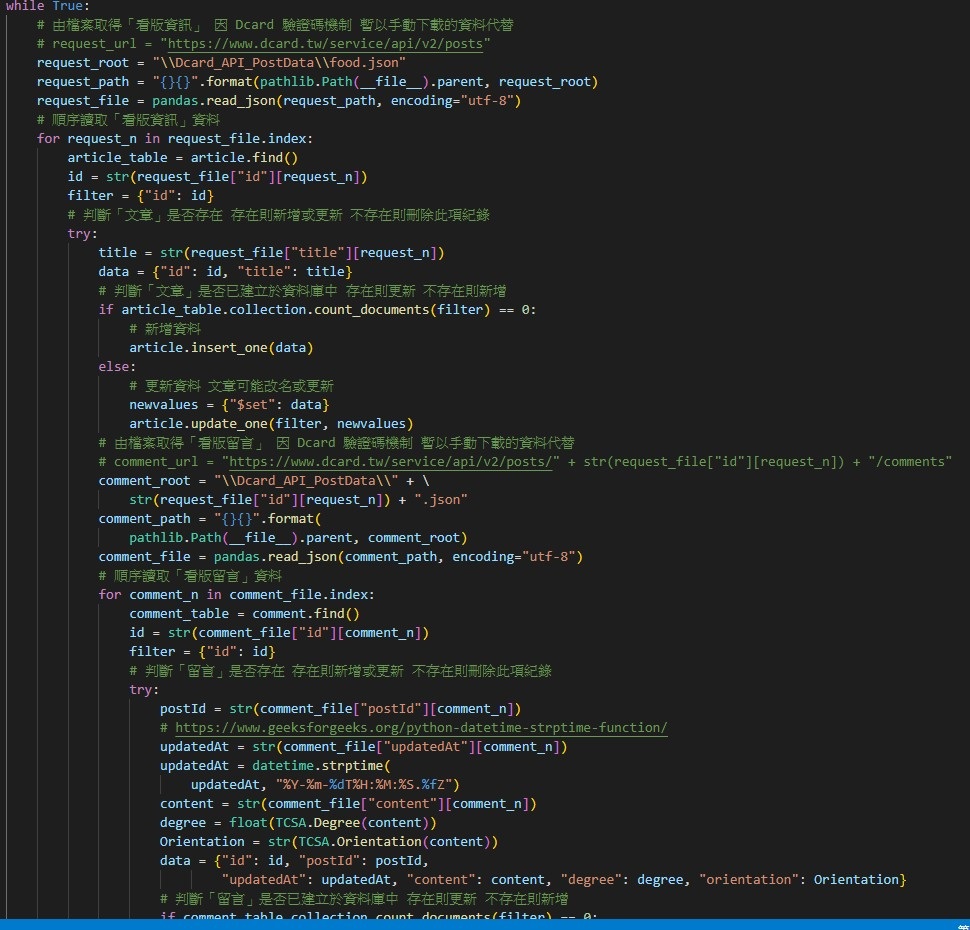 while True:
    # 由檔案取得「看版資訊」 因 Dcard 驗證碼機制 暫以手動下載的資料代替
    # request_url = "https://www.dcard.tw/service/api/v2/posts"
    request_root = "\\Dcard_API_PostData\\food.json"
    request_path = "{}{}".format(pathlib.Path(__file__).parent, request_root)
    request_file = pandas.read_json(request_path, encoding="utf-8")
    # 順序讀取「看版資訊」資料
    for request_n in request_file.index:
        article_table = article.find()
        id = str(request_file["id"][request_n])
        filter = {"id": id}
        # 判斷「文章」是否存在 存在則新增或更新 不存在則刪除此項紀錄
        try:
            title = str(request_file["title"][request_n])
            data = {"id": id, "title": title}
            # 判斷「文章」是否已建立於資料庫中 存在則更新 不存在則新增
            if article_table.collection.count_documents(filter) == 0:
                # 新增資料
                article.insert_one(data)
            else:
                # 更新資料 文章可能改名或更新
                newvalues = {"$set": data}
                article.update_one(filter, newvalues)
            # 由檔案取得「看版留言」 因 Dcard 驗證碼機制 暫以手動下載的資料代替
            # comment_url = "https://www.dcard.tw/service/api/v2/posts/" + str(request_file["id"][request_n]) + "/comments"
            comment_root = "\\Dcard_API_PostData\\" + \
                str(request_file["id"][request_n]) + ".json"
            comment_path = "{}{}".format(
                pathlib.Path(__file__).parent, comment_root)
            comment_file = pandas.read_json(comment_path, encoding="utf-8")
            # 順序讀取「看版留言」資料
            for comment_n in comment_file.index:
                comment_table = comment.find()
                id = str(comment_file["id"][comment_n])
                filter = {"id": id}
                # 判斷「留言」是否存在 存在則新增或更新 不存在則刪除此項紀錄
                try:
                    postId = str(comment_file["postId"][comment_n])
                    # https://www.geeksforgeeks.org/python-datetime-strptime-function/
                    updatedAt = str(comment_file["updatedAt"][comment_n])
                    updatedAt = datetime.strptime(
                        updatedAt, "%Y-%m-%dT%H:%M:%S.%fZ")
                    content = str(comment_file["content"][comment_n])
                    degree = float(TCSA.Degree(content))
                    Orientation = str(TCSA.Orientation(content))
                    data = {"id": id, "postId": postId,
                            "updatedAt": updatedAt, "content": content, "degree": degree, "orientation": Orientation}
                    # 判斷「留言」是否已建立於資料庫中 存在則更新 不存在則新增
                    if comment_table.collection.count_documents(filter) == 0: